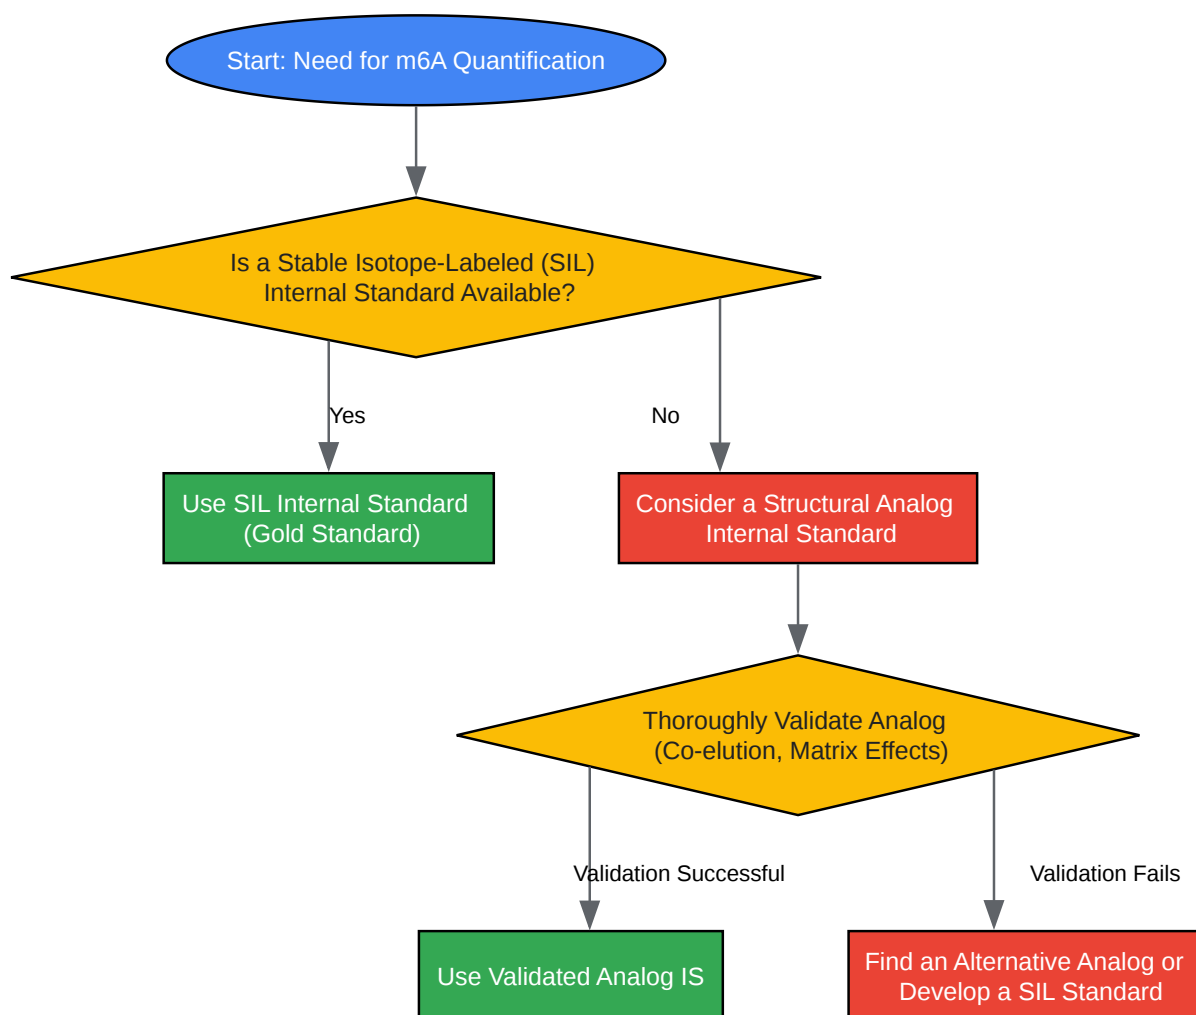 Start: Need for m6A Quantification
Is a Stable Isotope-Labeled (SIL)
Internal Standard Available?
Yes
No
Use SIL Internal Standard
(Gold Standard)
Consider a Structural Analog
Internal Standard
Thoroughly Validate Analog
(Co-elution, Matrix Effects)
Validation Successful
Validation Fails
Use Validated Analog IS
Find an Alternative Analog or
Develop a SIL Standard